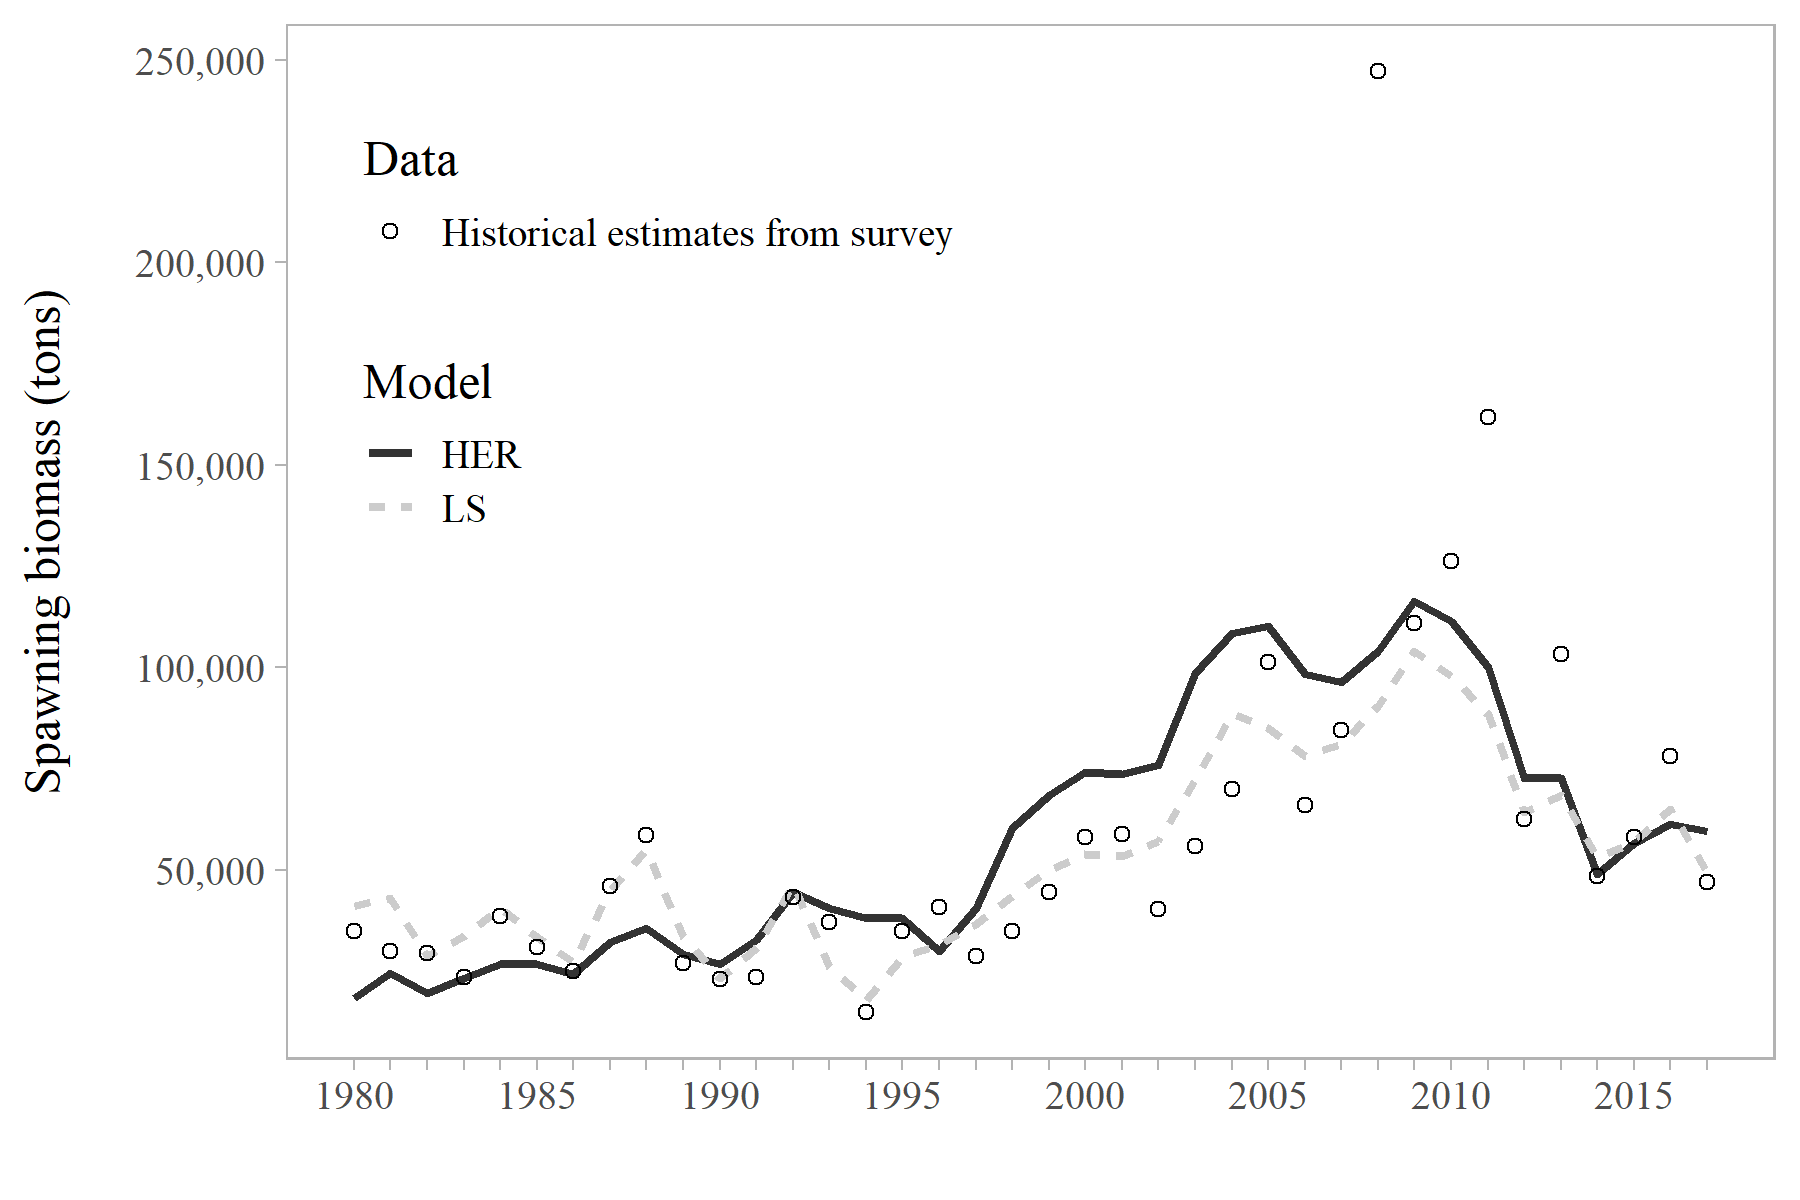 250,000
200,000
150,000
100,000
50,000
Spawning biomass (tons)
Data
Historical estimates from survey
Model
HER
LS
1980 1985 1990 1995 2000 2005 2010 2015